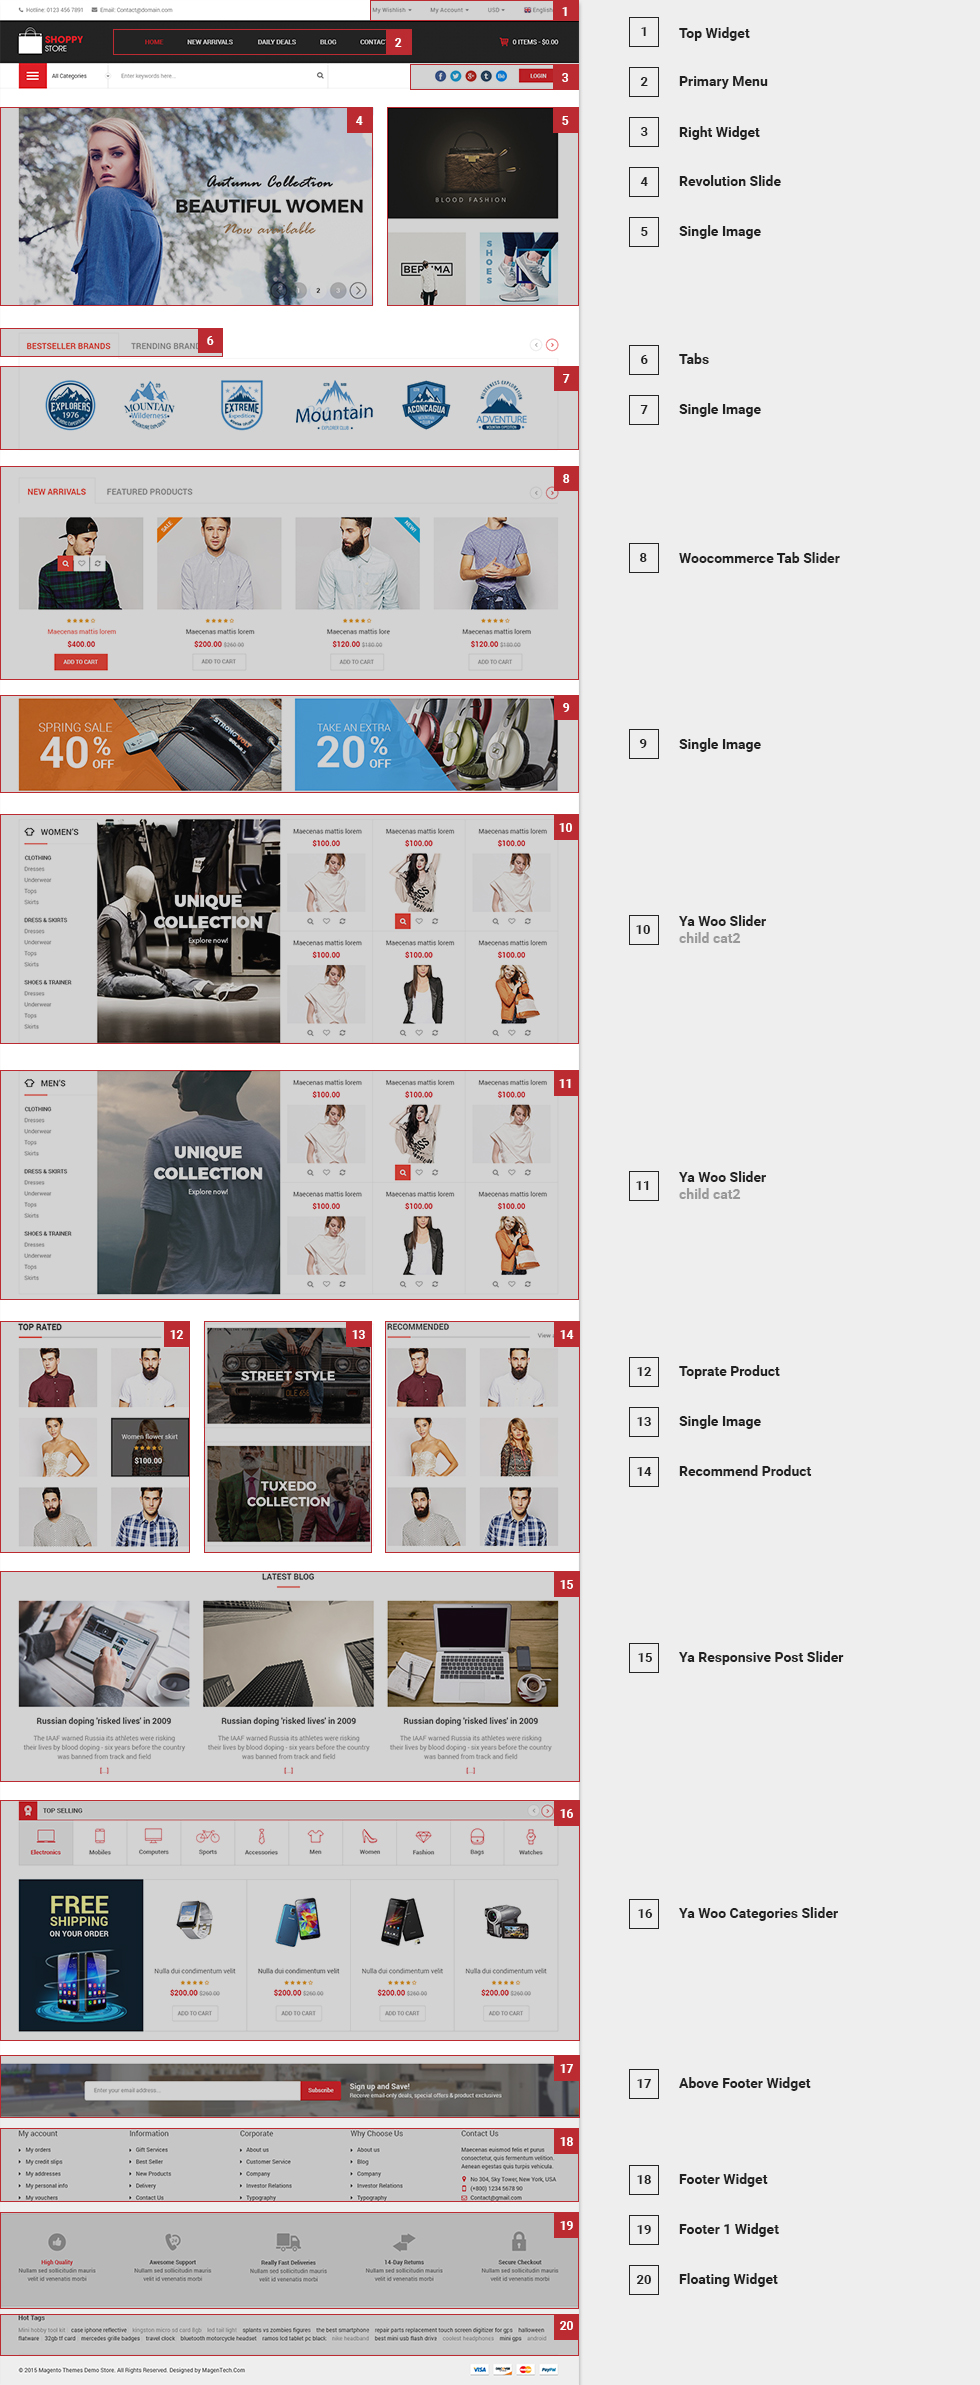 Hotline: 0123 456 7891 Email: Contact@domain.com My Wishlish My Account USD English 1
SHOPPY STORE HOME NEW ARRIVALS DAILY DEALS BLOG CONTAC 2 0 ITEMS - $0.00
All Categories Enter keywords here... LOGIN 3
1 Top Widget
2 Primary Menu
3 Right Widget
4 Revolution Slide
5 Single Image
4
Autumn Collection
BEAUTIFUL WOMEN
Now available
1 2 3
5
BLOOD FASHION
SHOES
BESTSELLER BRANDS TRENDING BRAND 6
6 Tabs
7 Single Image
7
EXPLORERS 1976
MOUNTAIN Wilderness
EXTREME Expedition
Mountain EXPLORER CLUB
ACONCAGUA
WILDERNESS EXPLORATION ADVENTURE MOUNTAIN EXPEDITION
8
NEW ARRIVALS FEATURED PRODUCTS
SALE NEW!
Maecenas mattis lorem Maecenas mattis lorem Maecenas mattis lore Maecenas mattis lorem
$400.00 $200.00 $260.00 $120.00 $180.00 $120.00 $180.00
ADD TO CART ADD TO CART ADD TO CART ADD TO CART
8 Woocommerce Tab Slider
9
SPRING SALE
40% OFF
STRONGVOLT
TAKE AN EXTRA
20% OFF
9 Single Image
10
WOMEN'S
CLOTHING
Dresses
Underwear
Tops
Skirts
DRESS & SKIRTS
Dresses
Underwear
Tops
Skirts
SHOES & TRAINER
Dresses
Underwear
Tops
Skirts
UNIQUE
COLLECTION
Explore now!
Maecenas mattis lorem Maecenas mattis lorem Maecenas mattis lorem
$100.00 $100.00 $100.00
Maecenas mattis lorem Maecenas mattis lorem Maecenas mattis lorem
$100.00 $100.00 $100.00
10 Ya Woo Slider
child cat2
11
MEN'S
CLOTHING
Dresses
Underwear
Tops
Skirts
DRESS & SKIRTS
Dresses
Underwear
Tops
Skirts
SHOES & TRAINER
Dresses
Underwear
Tops
Skirts
UNIQUE
COLLECTION
Explore now!
Maecenas mattis lorem Maecenas mattis lorem Maecenas mattis lorem
$100.00 $100.00 $100.00
Maecenas mattis lorem Maecenas mattis lorem Maecenas mattis lorem
$100.00 $100.00 $100.00
11 Ya Woo Slider
child cat2
TOP RATED 12
Women flower skirt
$100.00
13
STREET STYLE
TUXEDO
COLLECTION
RECOMMENDED 14
View
12 Toprate Product
13 Single Image
14 Recommend Product
LATEST BLOG 15
Russian doping 'risked lives' in 2009 Russian doping 'risked lives' in 2009 Russian doping 'risked lives' in 2009
The IAAF warned Russia its athletes were risking The IAAF warned Russia its athletes were risking The IAAF warned Russia its athletes were risking
their lives by blood doping - six years before the country their lives by blood doping - six years before the country their lives by blood doping - six years before the country
was banned from track and field was banned from track and field was banned from track and field
[...] [...] [...]
15 Ya Responsive Post Slider
TOP SELLING 16
Electronics Mobiles Computers Sports Accessories Men Women Fashion Bags Watches
FREE
SHIPPING
ON YOUR ORDER
Nulla dui condimentum velit Nulla dui condimentum velit Nulla dui condimentum velit Nulla dui condimentum velit
$200.00 $260.00 $200.00 $260.00 $200.00 $260.00 $200.00 $260.00
ADD TO CART ADD TO CART ADD TO CART ADD TO CART
16 Ya Woo Categories Slider
17
Enter your email address... Subscribe
Sign up and Save!
Receive email-only deals, special offers & product exclusives
17 Above Footer Widget
18
My account Information Corporate Why Choose Us Contact Us
My orders Gift Services About us About us Maecenas euismod felis et purus
My credit slips Best Seller Customer Service Blog consectetur, quis fermentum velition.
My addresses New Products Company Company Aenean egestas quis turpis vehicula.
My personal info Delivery Investor Relations Investor Relations No 304, Sky Tower, New York, USA
(+800) 1234 5678 90
My vouchers Contact Us Typography Typography Contact@gmail.com
18 Footer Widget
19 Footer 1 Widget
20 Floating Widget
19
High Quality Awesome Support Really Fast Deliveries 14-Day Returns Secure Checkout
Nullam sed sollicitudin mauris Nullam sed sollicitudin mauris Nullam sed sollicitudin mauris Nullam sed sollicitudin mauris Nullam sed sollicitudin mauris
velit id venenatis morbi velit id venenatis morbi velit id venenatis morbi velit id venenatis morbi velit id venenatis morbi
Hot Tags 20
Mini hobby tool kit case iphone reflective kingston micro sd card 8gb led tail light splants vs zombies figures the best smartphone repair parts replacement touch screen digitizer for gps halloween
flatware 32gb tf card mercedes grille badges travel clock bluetooth motorcycle headset ramos lcd tablet pc black nike headband best mini usb flash drivs coolest headphones mini gps android
© 2015 Magento Themes Demo Store. All Rights Reserved. Designed by MagenTech.Com VISA DISCOVER MasterCard PayPal